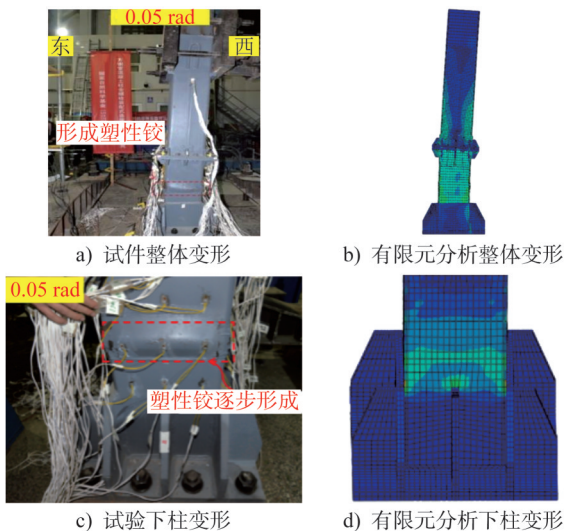 0.05 rad
东
西
形成塑性铰
a) 试件整体变形
b) 有限元分析整体变形
0.05 rad
塑性铰逐步形成
c) 试验下柱变形
d) 有限元分析下柱变形